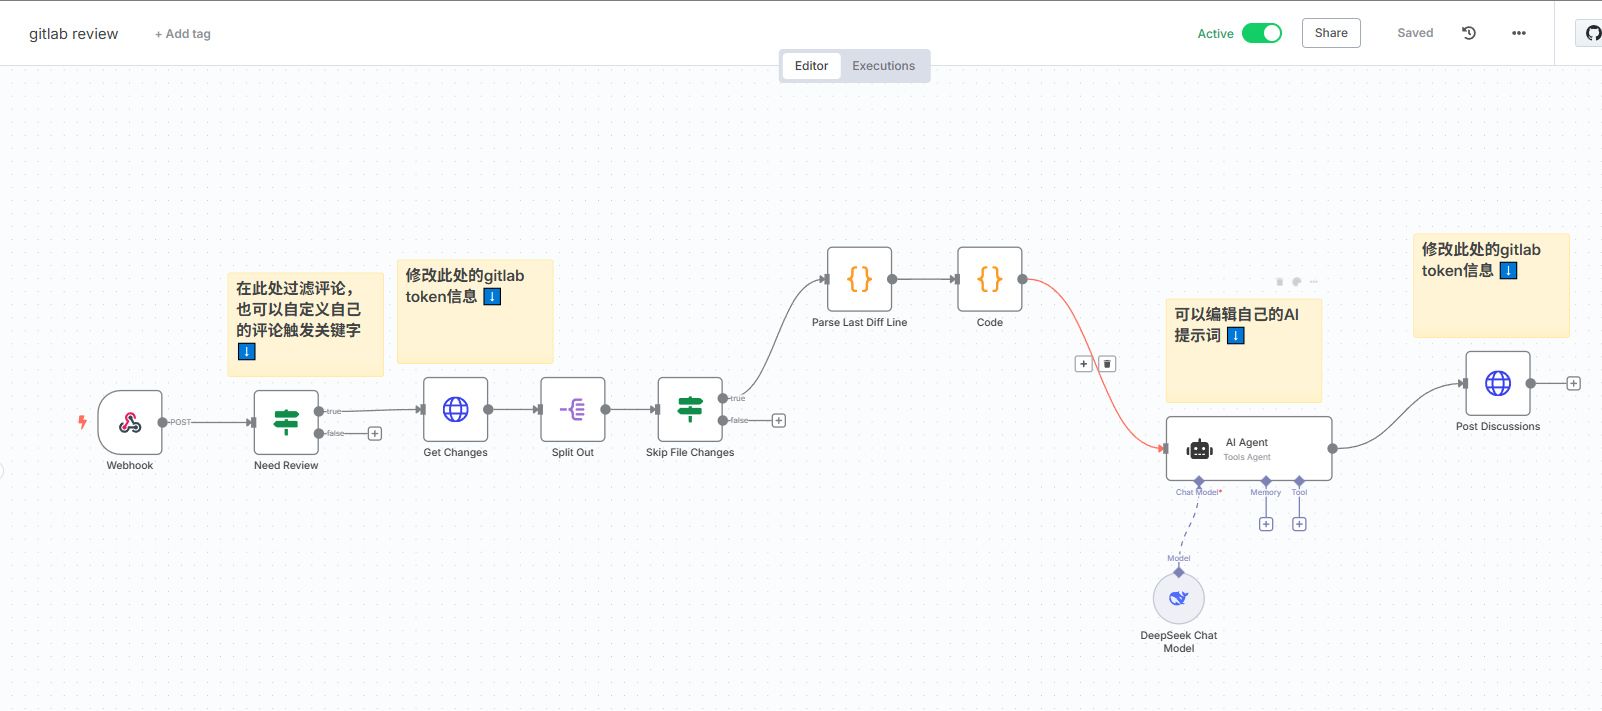 gitlab review
+ Add tag
Active
Share
Saved
Editor
Executions
在此处过滤评论，
也可以自定义自己
的评论触发关键字
⬇️
修改此处的gitlab
token信息 ⬇️
可以编辑自己的AI
提示词 ⬇️
修改此处的gitlab
token信息 ⬇️
Webhook
POST
Need Review
true
false
Get Changes
Split Out
Skip File Changes
true
false
Parse Last Diff Line
Code
AI Agent
Tools Agent
Chat Model*
Memory
Tool
Model
DeepSeek Chat
Model
Post Discussions